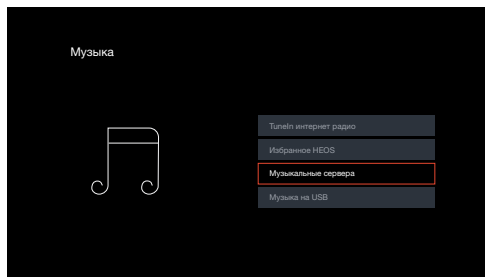 Музыка
TuneIn интернет радио
Избранное HEOS
Музыкальные сервера
Музыка на USB